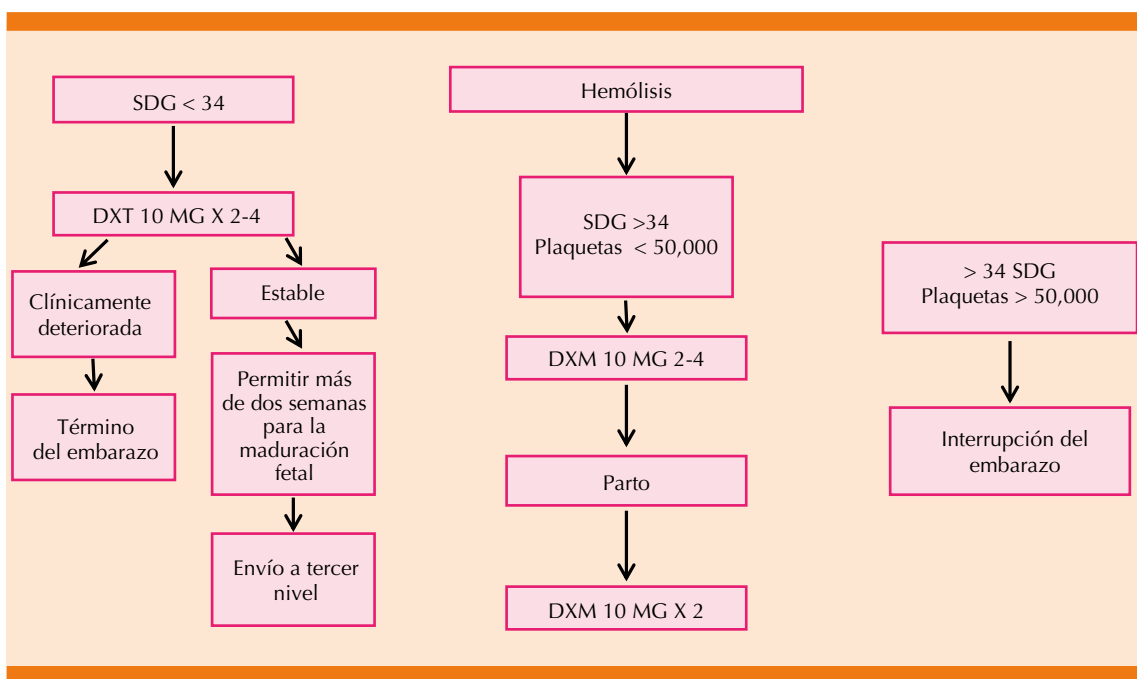 SDG < 34
DXT 10 MG X 2-4
Clínicamente
deteriorada
Término
del embarazo
Estable
Permitir más
de dos semanas
para la
maduración
fetal
Envío a tercer
nivel
Hemólisis
SDG >34
Plaquetas < 50,000
DXM 10 MG 2-4
Parto
DXM 10 MG X 2
> 34 SDG
Plaquetas > 50,000
Interrupción del
embarazo